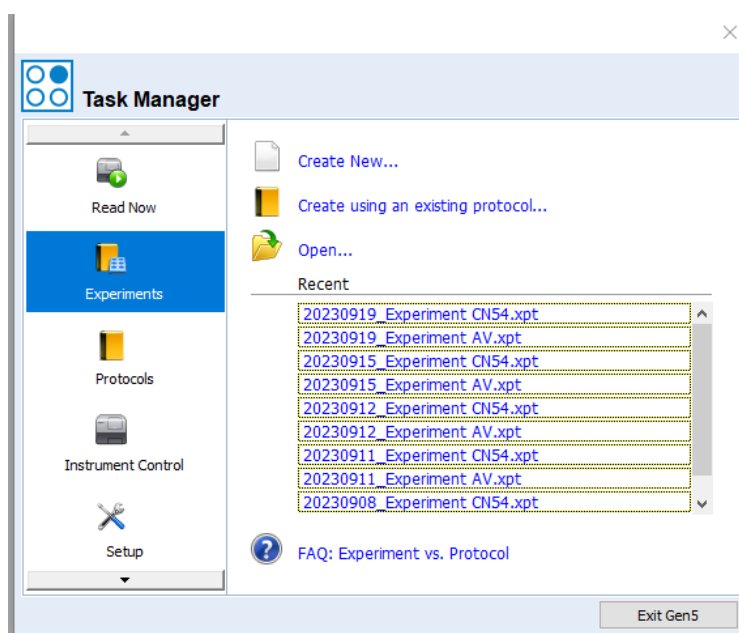 Task Manager
Read Now
Experiments
Protocols
Instrument Control
Setup
Create New...
Create using an existing protocol...
Open...
Recent
20230919_Experiment CN54.xpt
20230919_Experiment AV.xpt
20230915_Experiment CN54.xpt
20230915_Experiment AV.xpt
20230912_Experiment CN54.xpt
20230912_Experiment AV.xpt
20230911_Experiment CN54.xpt
20230911_Experiment AV.xpt
20230908_Experiment CN54.xpt
FAQ: Experiment vs. Protocol
Exit Gen5